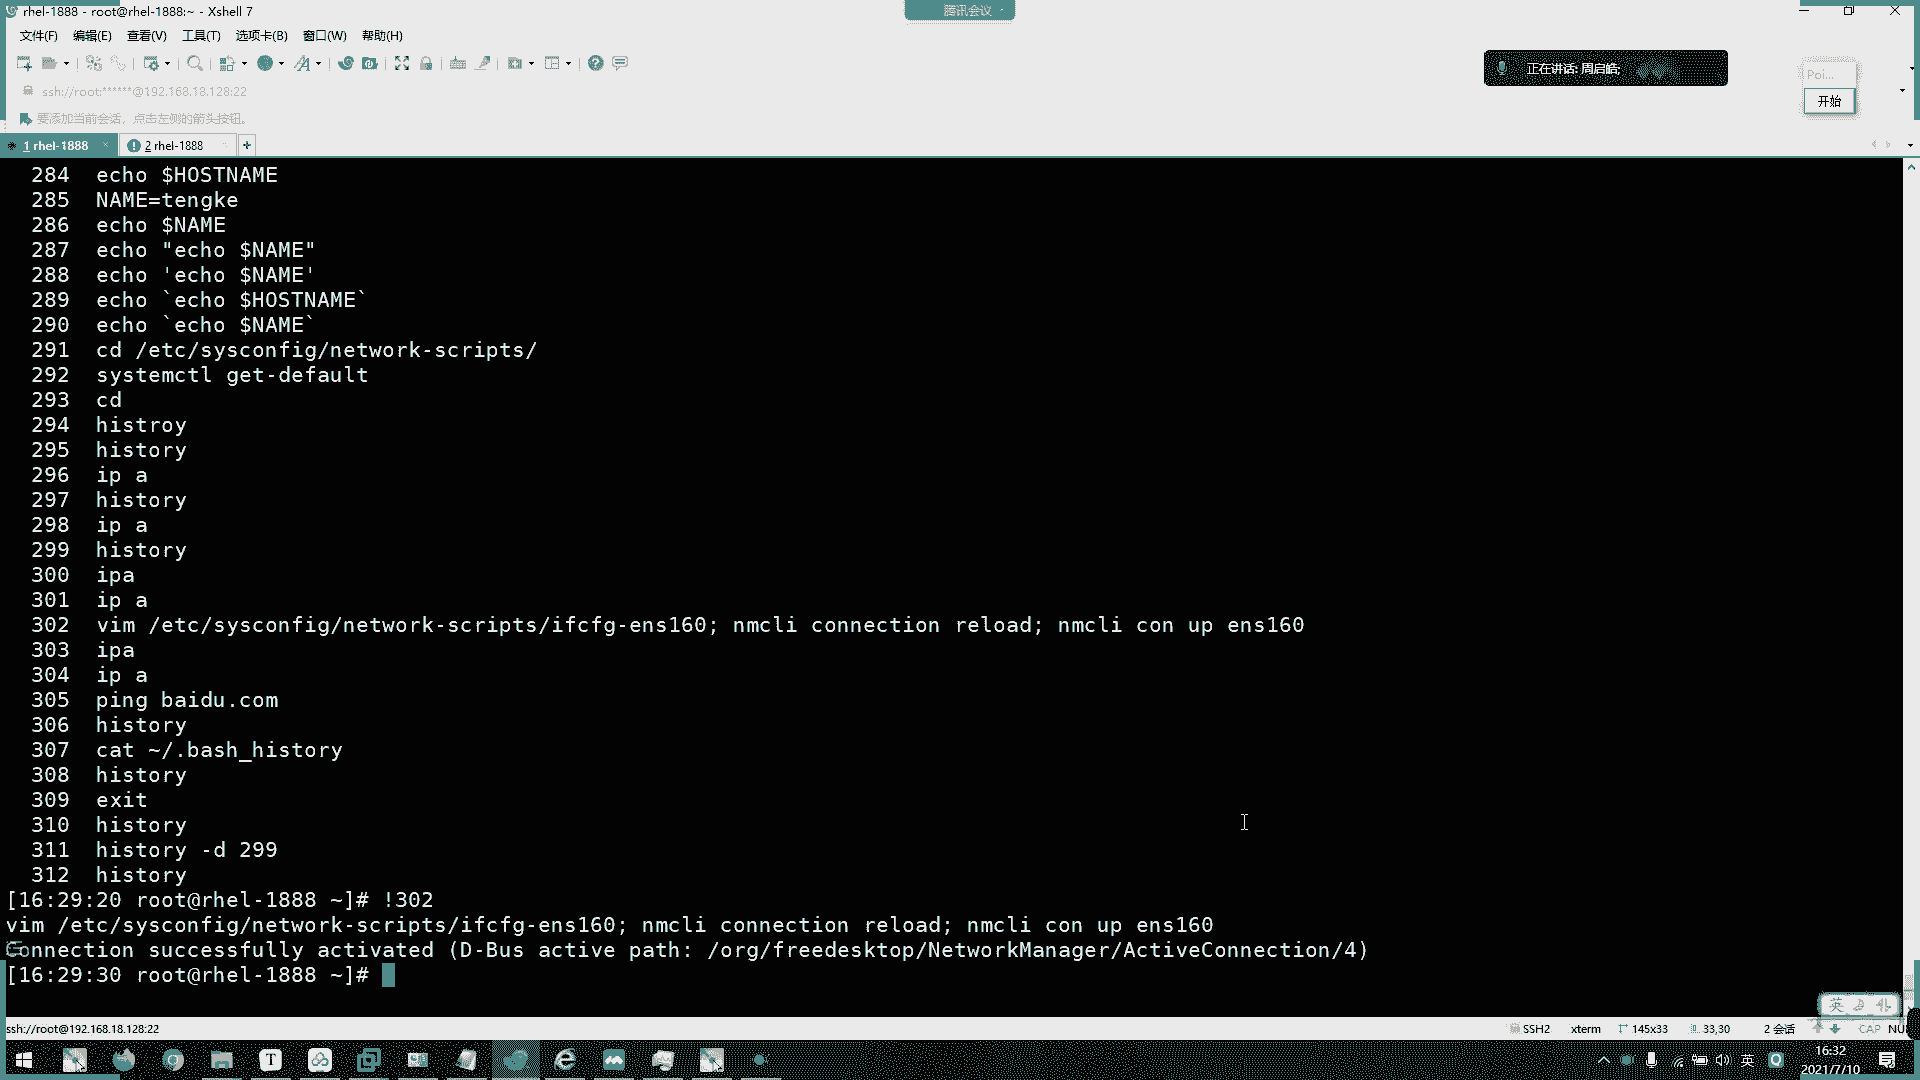 rhel-1888 - root@rhel-1888:~ - Xshell 7
腾讯会议
文件(F) 编辑(E) 查看(V) 工具(T) 选项卡(B) 窗口(W) 帮助(H)
正在讲话: 周启皓;
Poi...
开始
ssh://root:******@192.168.18.128:22
要添加当前会话，点击左侧的箭头按钮。
1 rhel-1888 2 rhel-1888
284 echo $HOSTNAME
285 NAME=tengke
286 echo $NAME
287 echo "echo $NAME"
288 echo 'echo $NAME'
289 echo `echo $HOSTNAME`
290 echo `echo $NAME`
291 cd /etc/sysconfig/network-scripts/
292 systemctl get-default
293 cd
294 histroy
295 history
296 ip a
297 history
298 ip a
299 history
300 ipa
301 ip a
302 vim /etc/sysconfig/network-scripts/ifcfg-ens160; nmcli connection reload; nmcli con up ens160
303 ipa
304 ip a
305 ping baidu.com
306 history
307 cat ~/.bash_history
308 history
309 exit
310 history
311 history -d 299
312 history
[16:29:20 root@rhel-1888 ~]# !302
vim /etc/sysconfig/network-scripts/ifcfg-ens160; nmcli connection reload; nmcli con up ens160
Connection successfully activated (D-Bus active path: /org/freedesktop/NetworkManager/ActiveConnection/4)
[16:29:30 root@rhel-1888 ~]#
英
ssh://root@192.168.18.128:22 SSH2 xterm 145x33 33,30 2 会话 CAP NU
英 16:32
2021/7/10